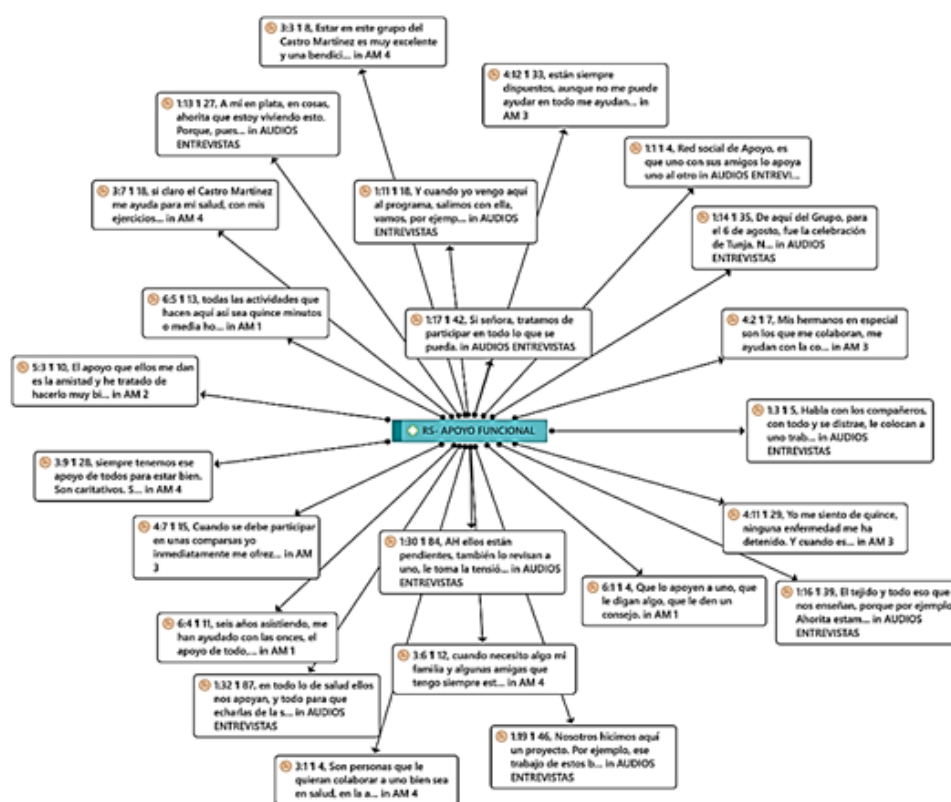 3:3 ¶ 8, Estar en este grupo del
Castro Martínez es muy excelente
y una bendici... in AM 4
4:12 ¶ 33, están siempre
dispuestos, aunque no me puede
ayudar en todo me ayudan... in
AM 3
1:13 ¶ 27, A mí en plata, en cosas,
ahorita que estoy viviendo esto.
Porque, pues... in AUDIOS
ENTREVISTAS
1:1 ¶ 4, Red social de Apoyo, es
que uno con sus amigos lo apoya
uno al otro in AUDIOS ENTREVI...
3:7 ¶ 18, si claro el Castro Martínez
me ayuda para mi salud, con mis
ejercicios... in AM 4
1:11 ¶ 18, Y cuando yo vengo aquí
al programa, salimos con ella,
vamos, por ejemp... in AUDIOS
ENTREVISTAS
1:14 ¶ 35, De aquí del Grupo, para
el 6 de agosto, fue la celebración
de Tunja. N... in AUDIOS
ENTREVISTAS
6:5 ¶ 13, todas las actividades que
hacen aquí así sea quince minutos
o media ho... in AM 1
1:17 ¶ 42, Si señora, tratamos de
participar en todo lo que se
pueda. in AUDIOS ENTREVISTAS
4:2 ¶ 7, Mis hermanos en especial
son los que me colaboran, me
ayudan con la co... in AM 3
5:3 ¶ 10, El apoyo que ellos me dan
es la amistad y he tratado de
hacerlo muy bi... in AM 2
1:3 ¶ 5, Habla con los compañeros,
con todo y se distrae, le colocan a
uno trab... in AUDIOS
ENTREVISTAS
RS- APOYO FUNCIONAL
3:9 ¶ 28, siempre tenemos ese
apoyo de todos para estar bien.
Son caritativos. S... in AM 4
4:7 ¶ 15, Cuando se debe participar
en unas comparsas yo
inmediatamente me ofrez... in AM
3
1:30 ¶ 84, AH ellos están
pendientes, también lo revisan a
uno, le toma la tensió... in AUDIOS
ENTREVISTAS
4:11 ¶ 29, Yo me siento de quince,
ninguna enfermedad me ha
detenido. Y cuando es... in AM 3
6:1 ¶ 4, Que lo apoyen a uno, que
le digan algo, que le den un
consejo. in AM 1
1:16 ¶ 39, El tejido y todo eso que
nos enseñan, porque por ejemplo
Ahorita estam... in AUDIOS
ENTREVISTAS
6:4 ¶ 11, seis años asistiendo, me
han ayudado con las onces, el
apoyo de todo,... in AM 1
3:6 ¶ 12, cuando necesito algo mi
familia y algunas amigas que
tengo siempre est... in AM 4
1:32 ¶ 87, en todo lo de salud ellos
nos apoyan, y todo para que
echarlas de la s... in AUDIOS
ENTREVISTAS
1:19 ¶ 46, Nosotros hicimos aquí
un proyecto. Por ejemplo, ese
trabajo de estos b... in AUDIOS
ENTREVISTAS
3:1 ¶ 4, Son personas que le
quieran colaborar a uno bien sea
en salud, en la a... in AM 4